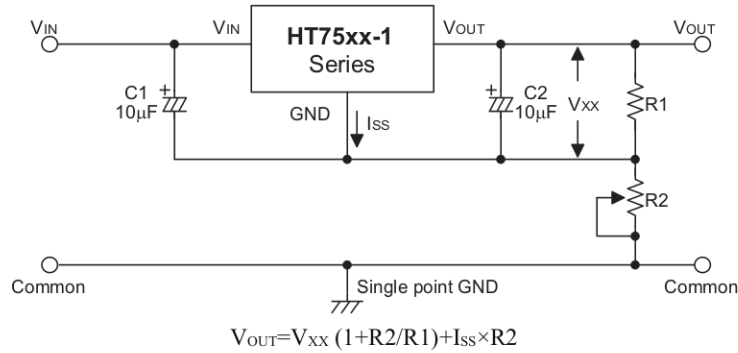 VIN
VIN
HT75xx-1
Series
VOUT
VOUT
C1
10μF
+
GND
ISS
+
C2
10μF
VXX
R1
R2
Common
Single point GND
Common
VOUT=VXX (1+R2/R1)+ISS×R2